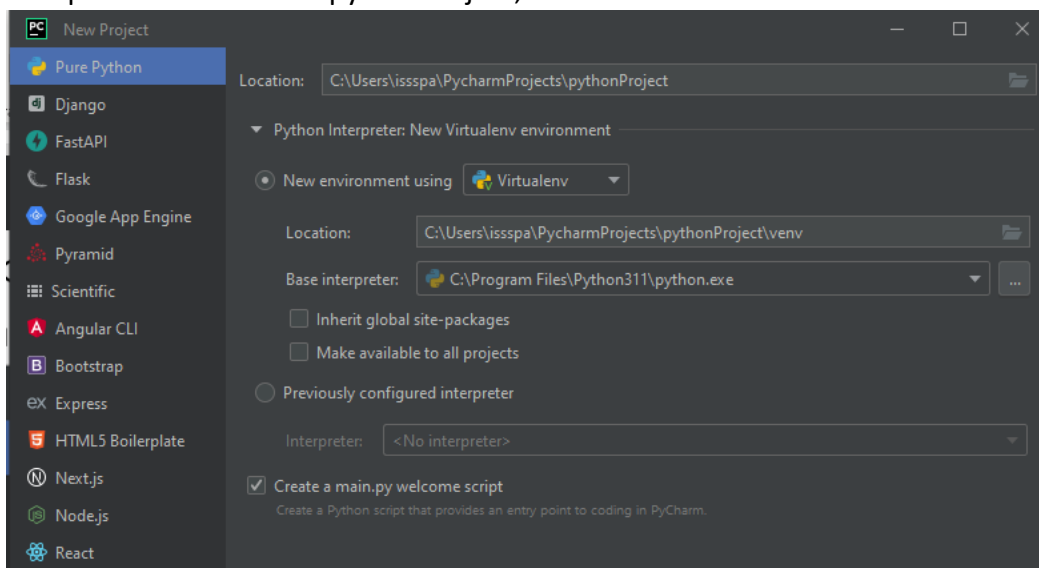 New Project
Pure Python
Django
FastAPI
Flask
Google App Engine
Pyramid
Scientific
Angular CLI
Bootstrap
Express
HTML5 Boilerplate
Next.js
Node.js
React
Location: C:\Users\issspa\PycharmProjects\pythonProject
Python Interpreter: New Virtualenv environment
New environment using Virtualenv
Location: C:\Users\issspa\PycharmProjects\pythonProject\venv
Base interpreter: C:\Program Files\Python311\python.exe ...
Inherit global site-packages
Make available to all projects
Previously configured interpreter
Interpreter: <No interpreter>
Create a main.py welcome script
Create a Python script that provides an entry point to coding in PyCharm.